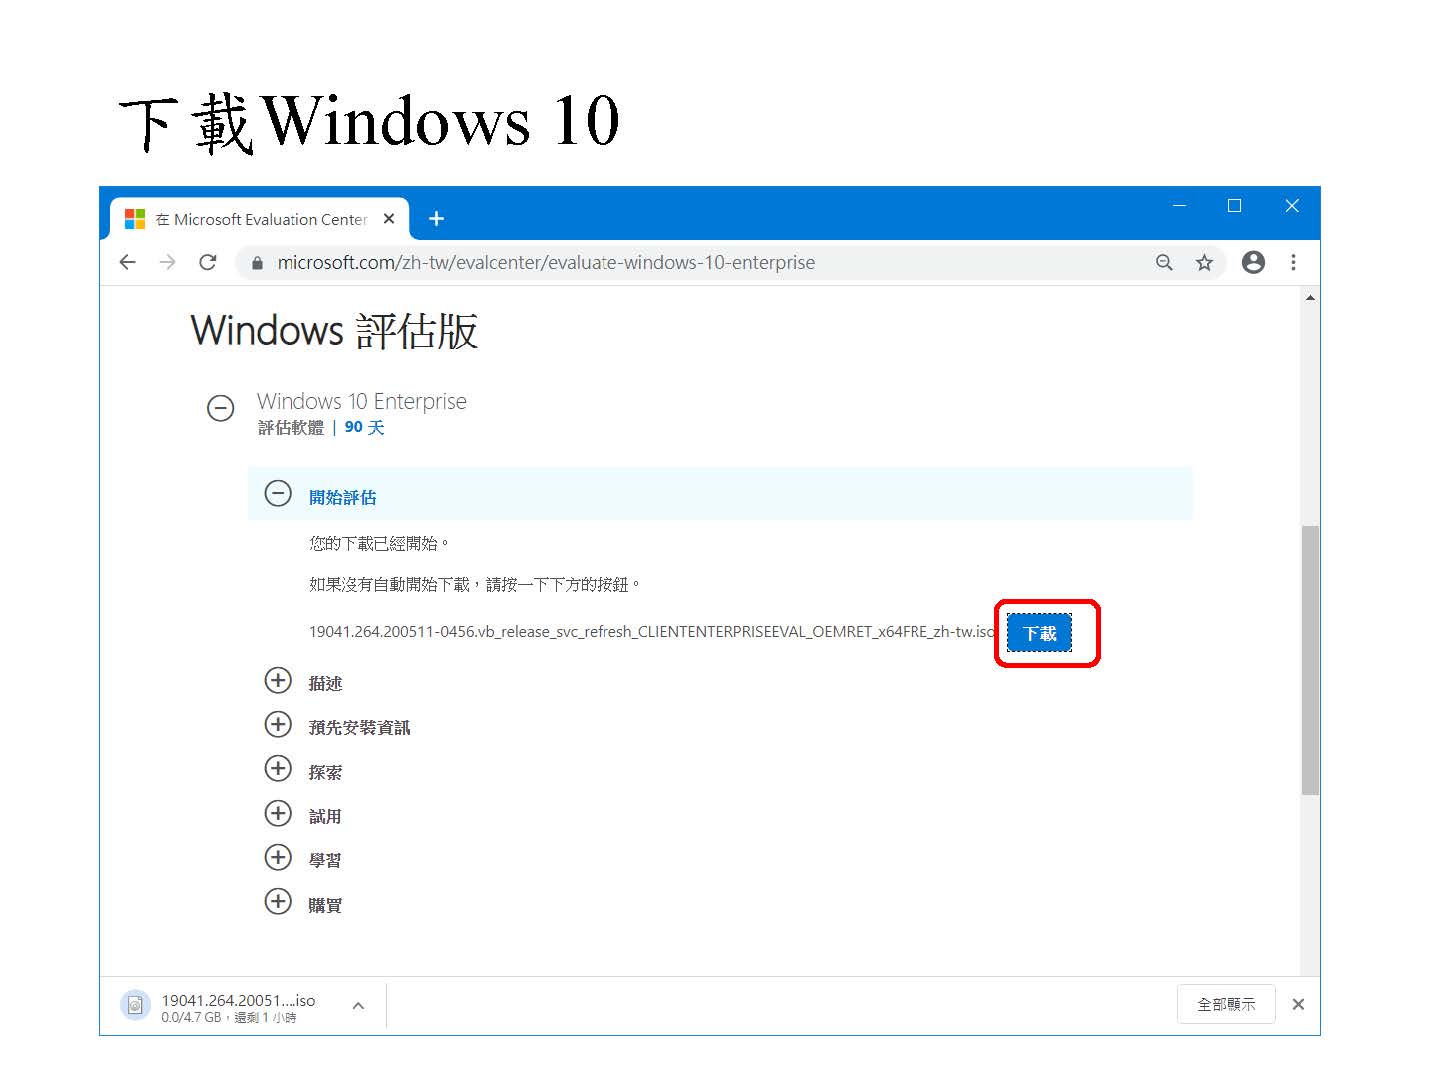 下載Windows 10
在 Microsoft Evaluation Center
microsoft.com/zh-tw/evalcenter/evaluate-windows-10-enterprise
Windows 評估版
Windows 10 Enterprise
評估軟體 | 90 天
開始評估
您的下載已經開始。
如果沒有自動開始下載，請按一下下方的按鈕。
19041.264.200511-0456.vb_release_svc_refresh_CLIENTENTERPRISEEVAL_OEMRET_x64FRE_zh-tw.iso 下載
描述
預先安裝資訊
探索
試用
學習
購買
19041.264.20051....iso
0.0/4.7 GB，還剩 1 小時
全部顯示